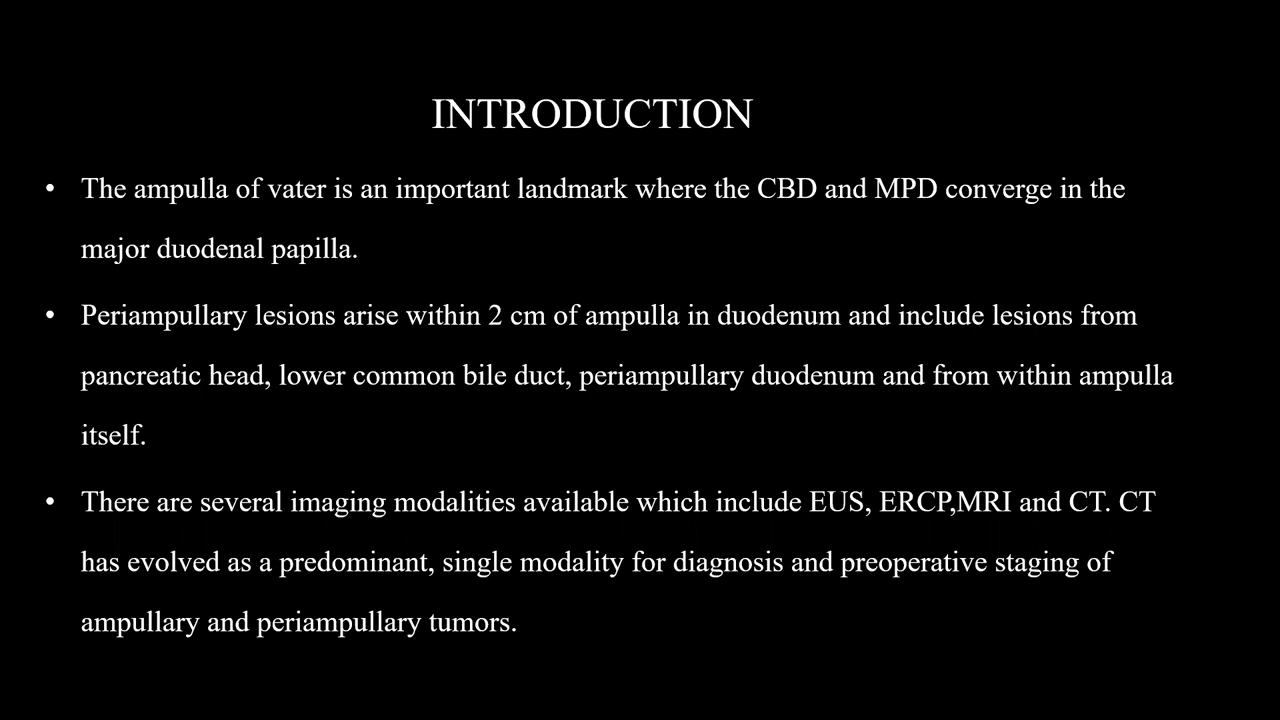 INTRODUCTION
• The ampulla of vater is an important landmark where the CBD and MPD converge in the
major duodenal papilla.
• Periampullary lesions arise within 2 cm of ampulla in duodenum and include lesions from
pancreatic head, lower common bile duct, periampullary duodenum and from within ampulla
itself.
• There are several imaging modalities available which include EUS, ERCP,MRI and CT. CT
has evolved as a predominant, single modality for diagnosis and preoperative staging of
ampullary and periampullary tumors.